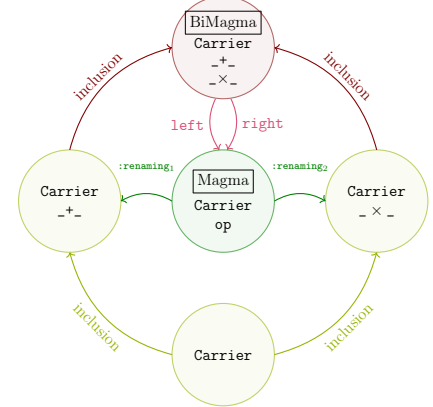 BiMagma
Carrier
_+_
_×_
inclusion
inclusion
left
right
:renaming₁
:renaming₂
Carrier
_+_
Magma
Carrier
op
Carrier
_ × _
inclusion
inclusion
Carrier